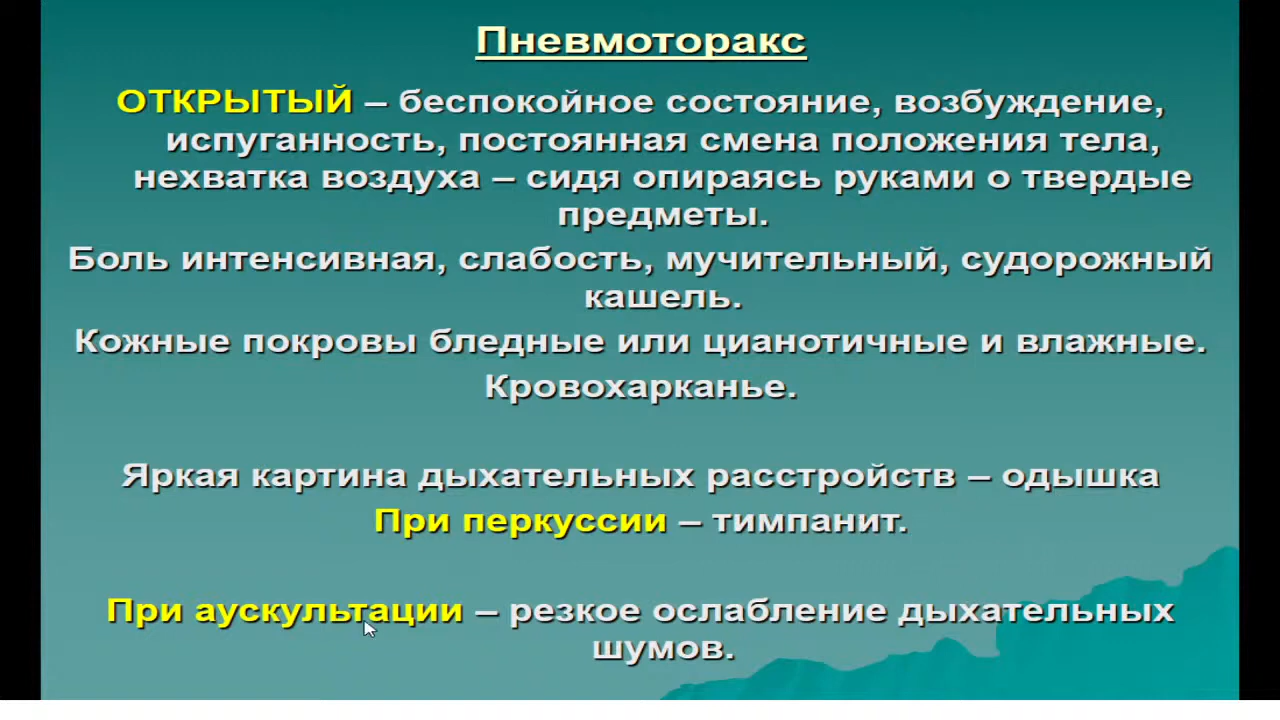 Пневмоторакс
ОТКРЫТЫЙ – беспокойное состояние, возбуждение,
испуганность, постоянная смена положения тела,
нехватка воздуха – сидя опираясь руками о твердые
предметы.
Боль интенсивная, слабость, мучительный, судорожный
кашель.
Кожные покровы бледные или цианотичные и влажные.
Кровохарканье.
Яркая картина дыхательных расстройств – одышка
При перкуссии – тимпанит.
При аускультации – резкое ослабление дыхательных
шумов.